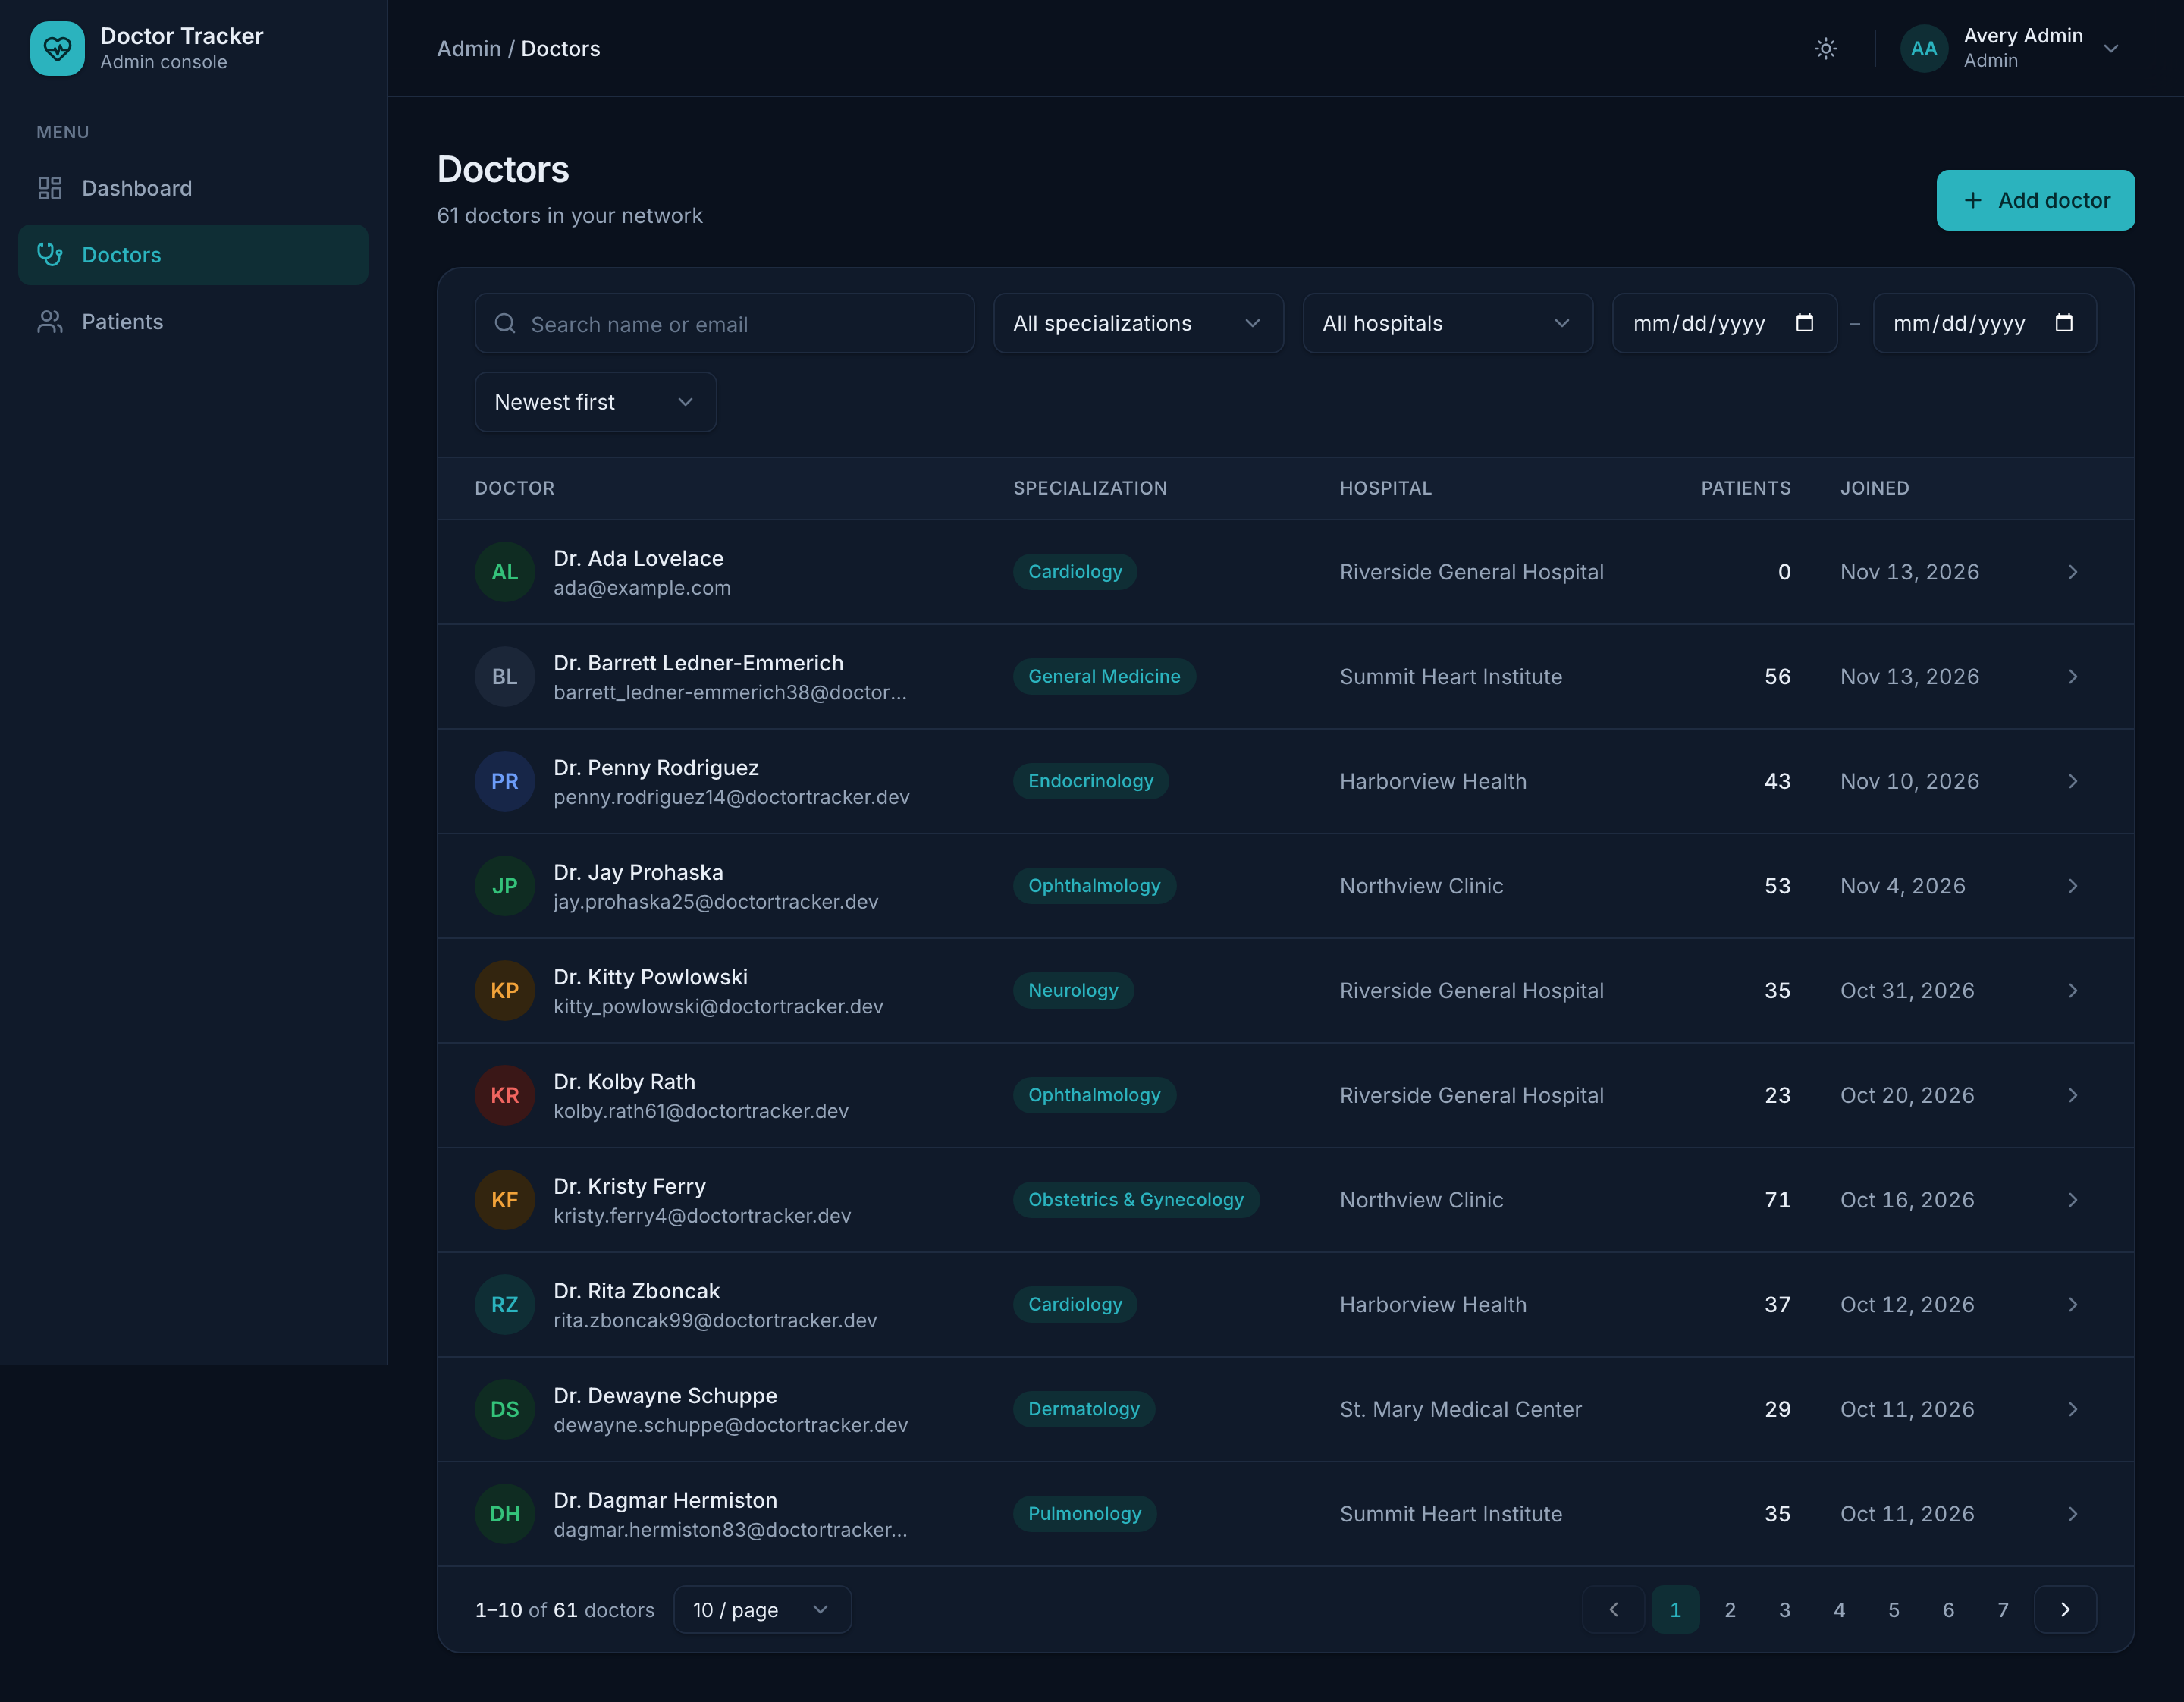 Doctor Tracker
Admin console
MENU
Dashboard
Doctors
Patients
Admin / Doctors
AA
Avery Admin
Admin
Doctors
61 doctors in your network
Add doctor
Search name or email
All specializations
All hospitals
mm/dd/yyyy – mm/dd/yyyy
Newest first
DOCTOR SPECIALIZATION HOSPITAL PATIENTS JOINED
AL Dr. Ada Lovelace
ada@example.com
Cardiology Riverside General Hospital 0 Nov 13, 2026
BL Dr. Barrett Ledner-Emmerich
barrett_ledner-emmerich38@doctor...
General Medicine Summit Heart Institute 56 Nov 13, 2026
PR Dr. Penny Rodriguez
penny.rodriguez14@doctortracker.dev
Endocrinology Harborview Health 43 Nov 10, 2026
JP Dr. Jay Prohaska
jay.prohaska25@doctortracker.dev
Ophthalmology Northview Clinic 53 Nov 4, 2026
KP Dr. Kitty Powlowski
kitty_powlowski@doctortracker.dev
Neurology Riverside General Hospital 35 Oct 31, 2026
KR Dr. Kolby Rath
kolby.rath61@doctortracker.dev
Ophthalmology Riverside General Hospital 23 Oct 20, 2026
KF Dr. Kristy Ferry
kristy.ferry4@doctortracker.dev
Obstetrics & Gynecology Northview Clinic 71 Oct 16, 2026
RZ Dr. Rita Zboncak
rita.zboncak99@doctortracker.dev
Cardiology Harborview Health 37 Oct 12, 2026
DS Dr. Dewayne Schuppe
dewayne.schuppe@doctortracker.dev
Dermatology St. Mary Medical Center 29 Oct 11, 2026
DH Dr. Dagmar Hermiston
dagmar.hermiston83@doctortracker...
Pulmonology Summit Heart Institute 35 Oct 11, 2026
1–10 of 61 doctors 10 / page 1 2 3 4 5 6 7